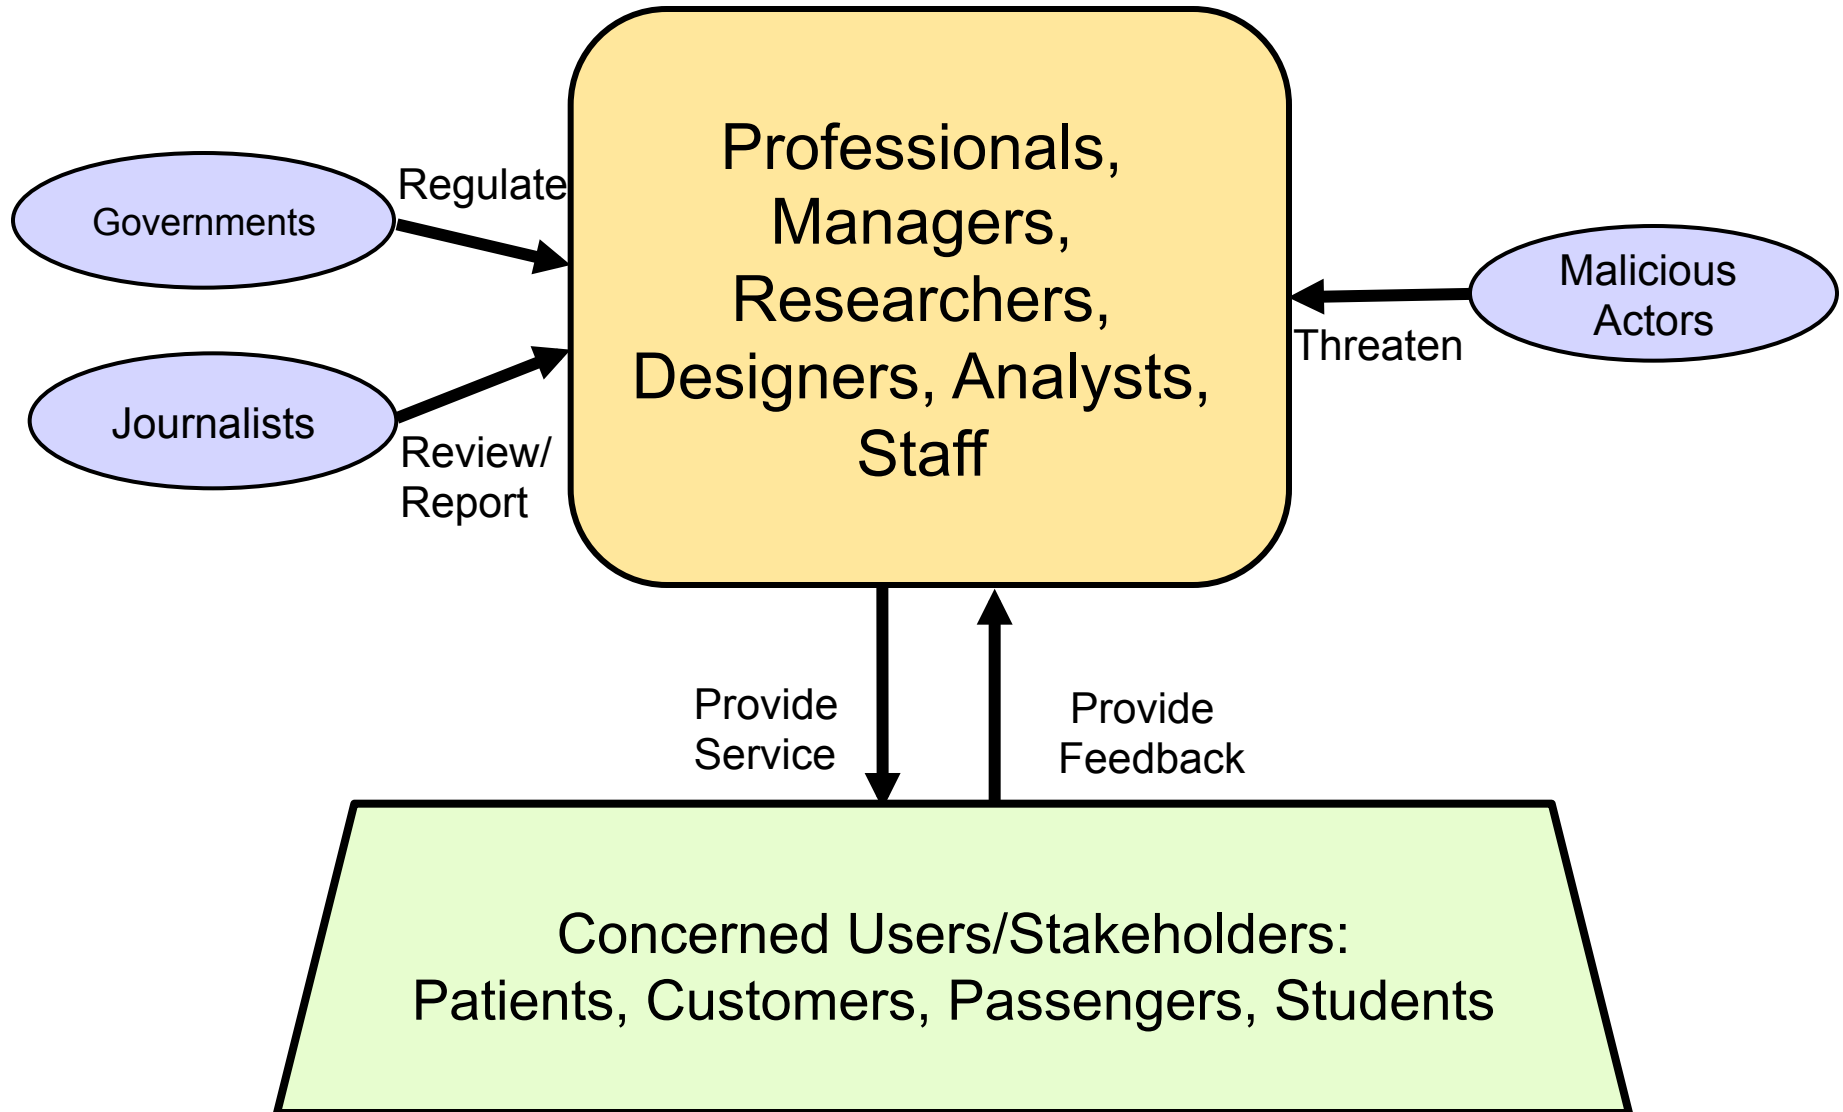 Professionals,
Managers,
Researchers,
Designers, Analysts,
Staff
Governments
Regulate
Journalists
Review/
Report
Malicious
Actors
Threaten
Provide
Service
Provide
Feedback
Concerned Users/Stakeholders:
Patients, Customers, Passengers, Students